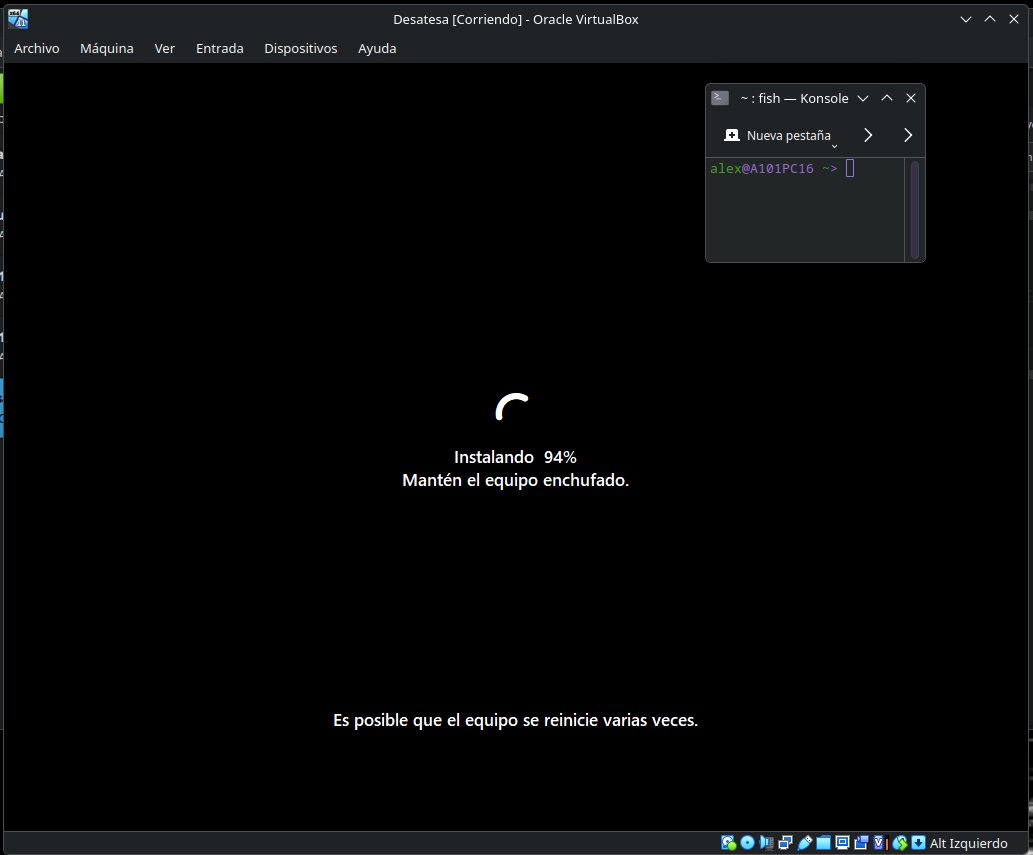 Desatesa [Corriendo] - Oracle VirtualBox
Archivo Máquina Ver Entrada Dispositivos Ayuda
~ : fish — Konsole
Nueva pestaña
alex@A101PC16 ~>
Instalando 94%
Mantén el equipo enchufado.
Es posible que el equipo se reinicie varias veces.
Alt Izquierdo